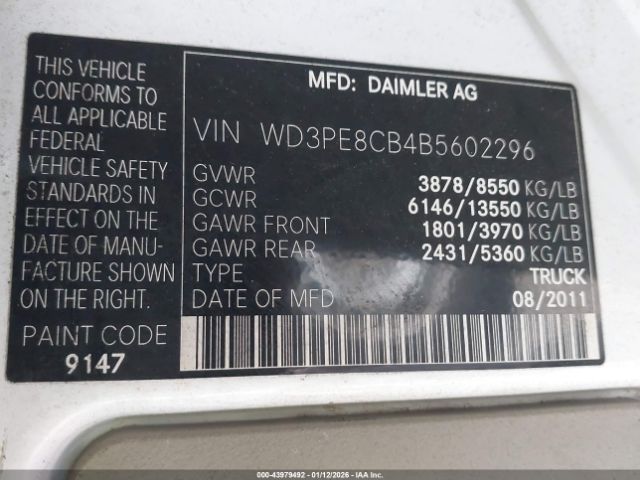 THIS VEHICLE
CONFORMS TO
ALL APPLICABLE
FEDERAL
VEHICLE SAFETY
STANDARDS IN
EFFECT ON THE
DATE OF MANU-
FACTURE SHOWN
ON THE RIGHT.
PAINT CODE
9147
MFD: DAIMLER AG
VIN WD3PE8CB4B5602296
GVWR 3878/8550 KG/LB
GCWR 6146/13550 KG/LB
GAWR FRONT 1801/3970 KG/LB
GAWR REAR 2431/5360 KG/LB
TYPE TRUCK
DATE OF MFD 08/2011
000-43979492 - 01/12/2026 - IAA Inc.